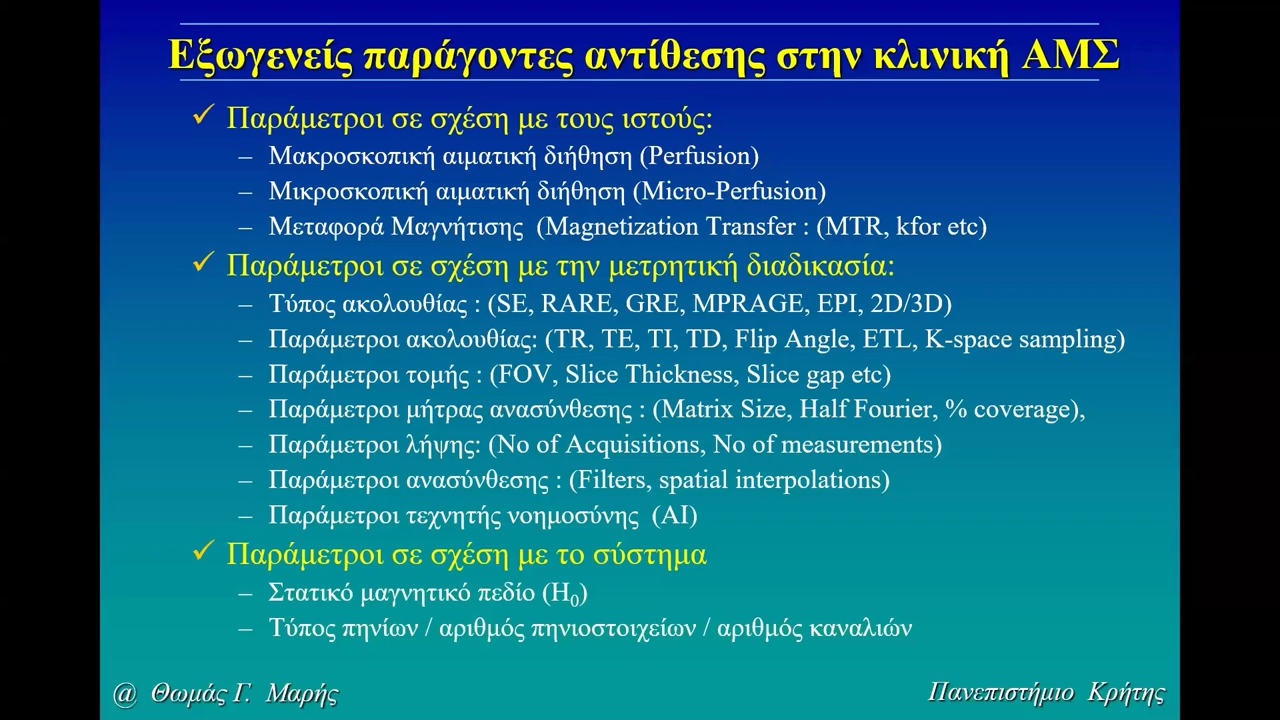 Εξωγενείς παράγοντες αντίθεσης στην κλινική ΑΜΣ
✓ Παράμετροι σε σχέση με τους ιστούς:
– Μακροσκοπική αιματική διήθηση (Perfusion)
– Μικροσκοπική αιματική διήθηση (Micro-Perfusion)
– Μεταφορά Μαγνήτισης (Magnetization Transfer : (MTR, kfor etc)
✓ Παράμετροι σε σχέση με την μετρητική διαδικασία:
– Τύπος ακολουθίας : (SE, RARE, GRE, MPRAGE, EPI, 2D/3D)
– Παράμετροι ακολουθίας: (TR, TE, TI, TD, Flip Angle, ETL, K-space sampling)
– Παράμετροι τομής : (FOV, Slice Thickness, Slice gap etc)
– Παράμετροι μήτρας ανασύνθεσης : (Matrix Size, Half Fourier, % coverage),
– Παράμετροι λήψης: (No of Acquisitions, No of measurements)
– Παράμετροι ανασύνθεσης : (Filters, spatial interpolations)
– Παράμετροι τεχνητής νοημοσύνης (AI)
✓ Παράμετροι σε σχέση με το σύστημα
– Στατικό μαγνητικό πεδίο (H₀)
– Τύπος πηνίων / αριθμός πηνιοστοιχείων / αριθμός καναλιών
@ Θωμάς Γ. Μαρής
Πανεπιστήμιο Κρήτης